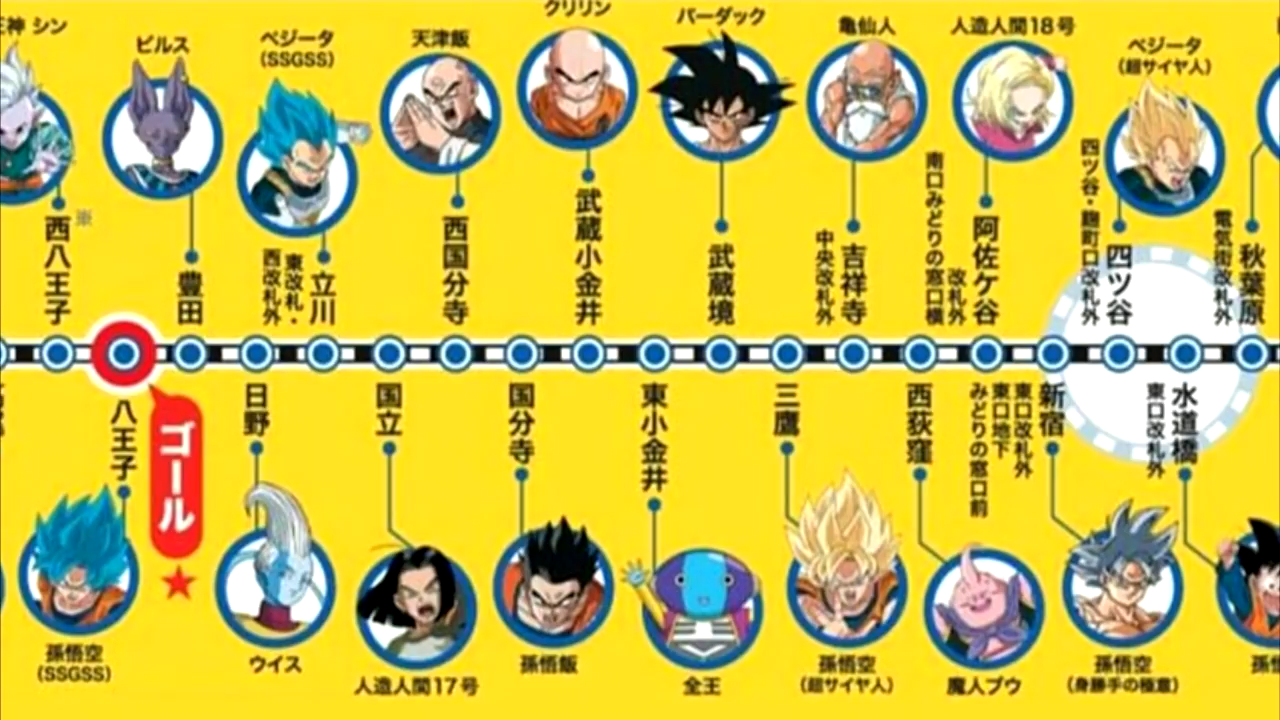 王神 シン
ビルス
ベジータ
(SSGSS)
天津飯
クリリン
バーダック
亀仙人
人造人間18号
ベジータ
(超サイヤ人)
西八王子
※
豊田
立川
東改札・
西改札外
西国分寺
武蔵小金井
武蔵境
吉祥寺
中央改札外
阿佐ケ谷
改札外
南口みどりの窓口横
四ツ谷
四ツ谷・麹町口改札外
秋葉原
電気街改札外
八王子
ゴール
★
日野
国立
国分寺
東小金井
三鷹
西荻窪
新宿
東口改札外
東口地下
みどりの窓口前
水道橋
東口改札外
孫悟空
(SSGSS)
ウイス
人造人間17号
孫悟飯
全王
孫悟空
(超サイヤ人)
魔人ブウ
孫悟空
(身勝手の極意)
孫悟